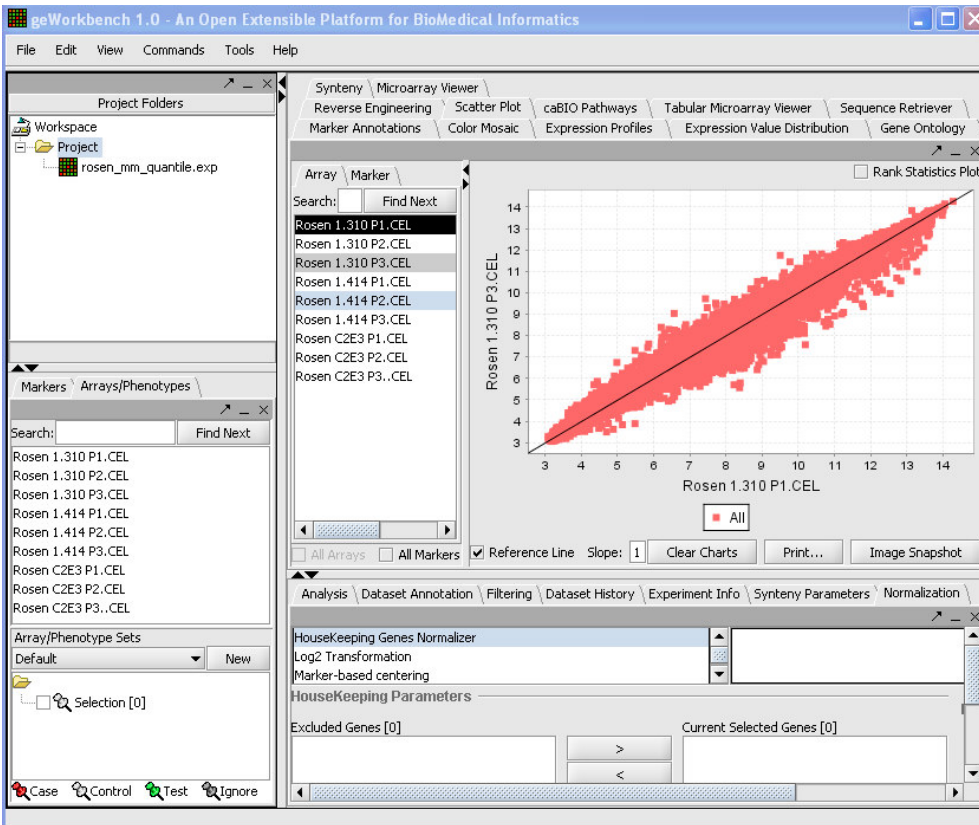 geWorkbench 1.0 - An Open Extensible Platform for BioMedical Informatics
File Edit View Commands Tools Help
Project Folders
Workspace
Project
rosen_mm_quantile.exp
Markers Arrays/Phenotypes
Search: Find Next
Rosen 1.310 P1.CEL
Rosen 1.310 P2.CEL
Rosen 1.310 P3.CEL
Rosen 1.414 P1.CEL
Rosen 1.414 P2.CEL
Rosen 1.414 P3.CEL
Rosen C2E3 P1.CEL
Rosen C2E3 P2.CEL
Rosen C2E3 P3..CEL
Array/Phenotype Sets
Default New
Selection [0]
Case Control Test Ignore
Synteny Microarray Viewer
Reverse Engineering Scatter Plot caBIO Pathways Tabular Microarray Viewer Sequence Retriever
Marker Annotations Color Mosaic Expression Profiles Expression Value Distribution Gene Ontology
Array Marker
Search: Find Next
Rosen 1.310 P1.CEL
Rosen 1.310 P2.CEL
Rosen 1.310 P3.CEL
Rosen 1.414 P1.CEL
Rosen 1.414 P2.CEL
Rosen 1.414 P3.CEL
Rosen C2E3 P1.CEL
Rosen C2E3 P2.CEL
Rosen C2E3 P3..CEL
All Arrays All Markers
Rank Statistics Plot
14
13
12
11
10
9
8
7
6
5
4
3
Rosen 1.310 P3.CEL
3 4 5 6 7 8 9 10 11 12 13 14
Rosen 1.310 P1.CEL
All
Reference Line Slope: 1 Clear Charts Print... Image Snapshot
Analysis Dataset Annotation Filtering Dataset History Experiment Info Synteny Parameters Normalization
HouseKeeping Genes Normalizer
Log2 Transformation
Marker-based centering
HouseKeeping Parameters
Excluded Genes [0] Current Selected Genes [0]
>
<